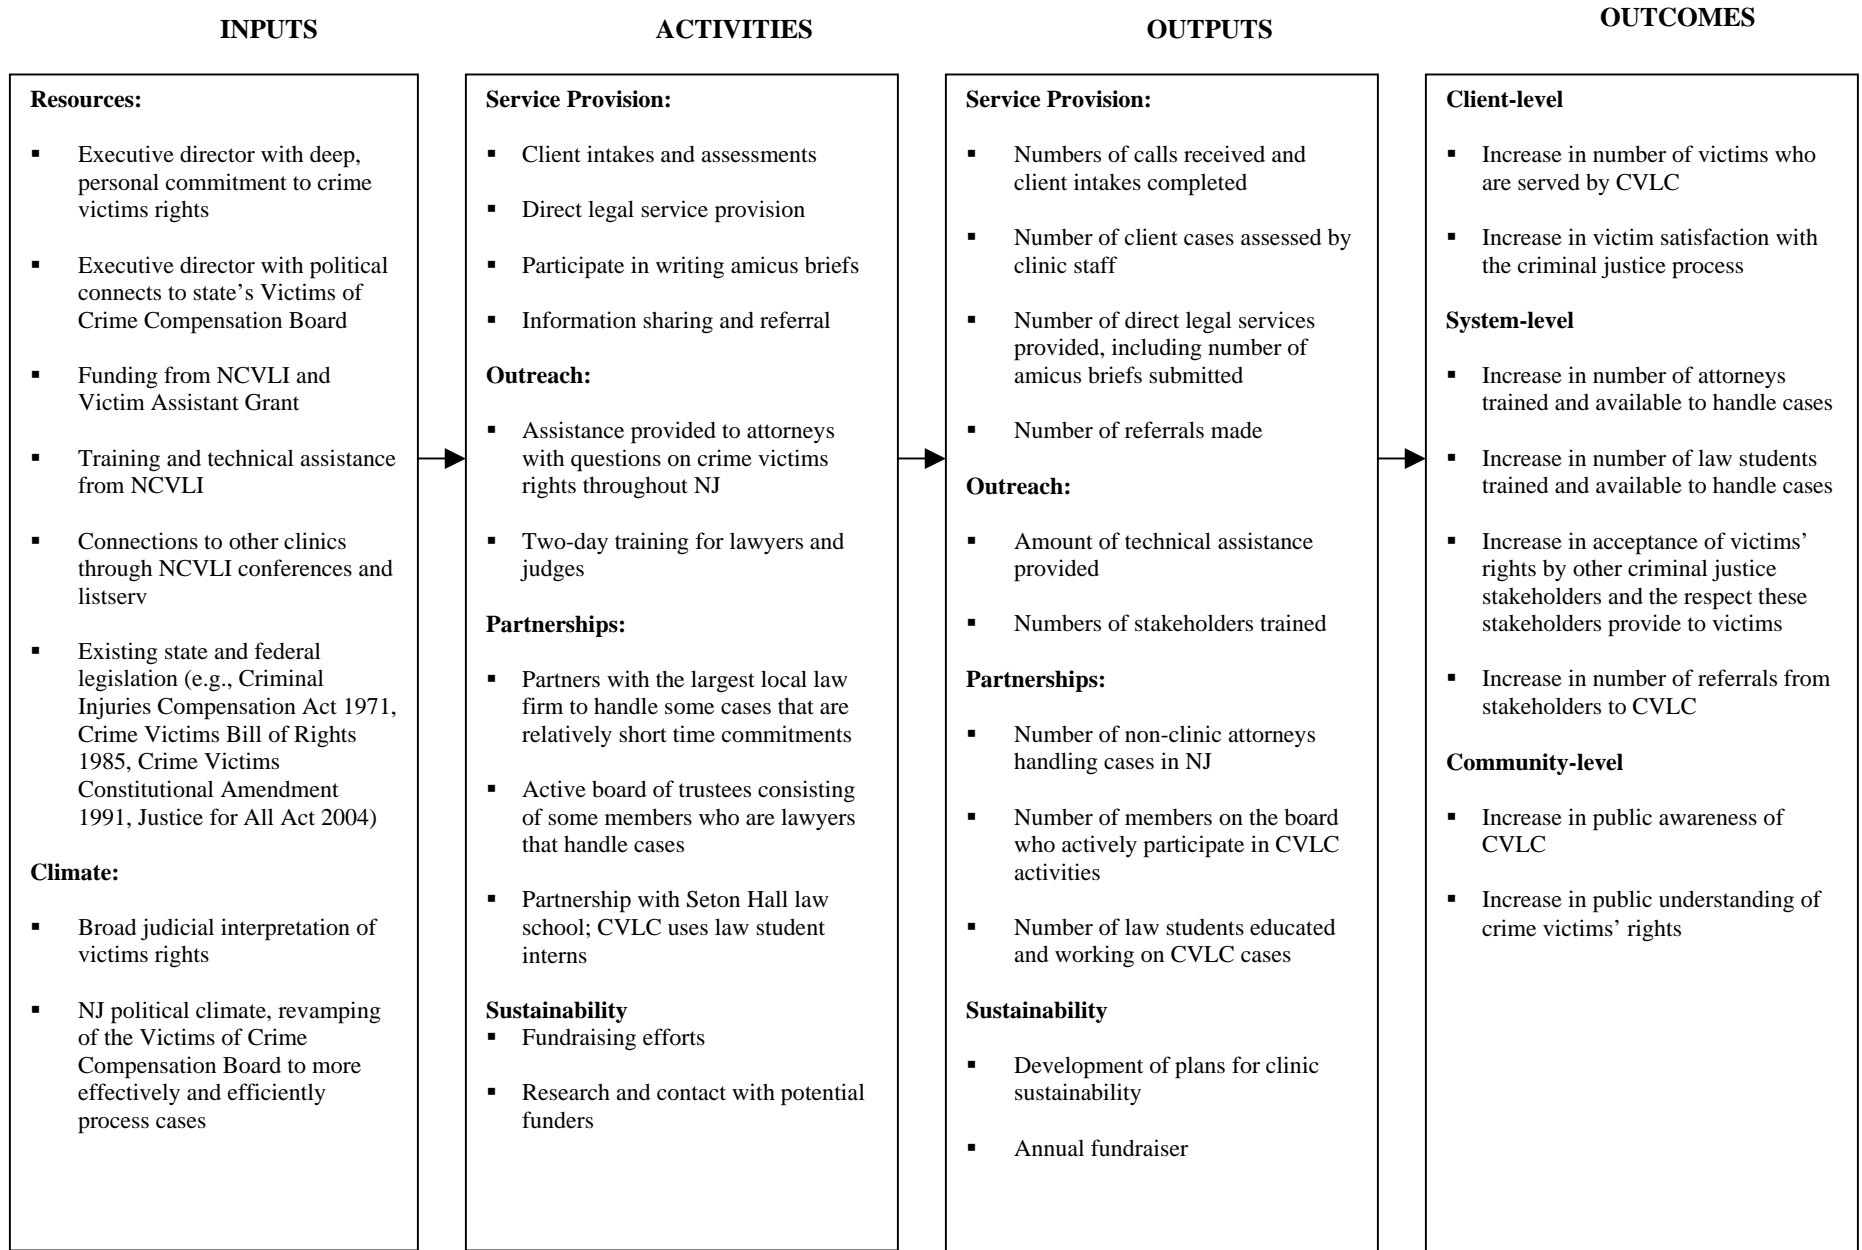 INPUTS
Resources:
▪ Executive director with deep,
personal commitment to crime
victims rights
▪ Executive director with political
connects to state’s Victims of
Crime Compensation Board
▪ Funding from NCVLI and
Victim Assistant Grant
▪ Training and technical assistance
from NCVLI
▪ Connections to other clinics
through NCVLI conferences and
listserv
▪ Existing state and federal
legislation (e.g., Criminal
Injuries Compensation Act 1971,
Crime Victims Bill of Rights
1985, Crime Victims
Constitutional Amendment
1991, Justice for All Act 2004)
Climate:
▪ Broad judicial interpretation of
victims rights
▪ NJ political climate, revamping
of the Victims of Crime
Compensation Board to more
effectively and efficiently
process cases
ACTIVITIES
Service Provision:
▪ Client intakes and assessments
▪ Direct legal service provision
▪ Participate in writing amicus briefs
▪ Information sharing and referral
Outreach:
▪ Assistance provided to attorneys
with questions on crime victims
rights throughout NJ
▪ Two-day training for lawyers and
judges
Partnerships:
▪ Partners with the largest local law
firm to handle some cases that are
relatively short time commitments
▪ Active board of trustees consisting
of some members who are lawyers
that handle cases
▪ Partnership with Seton Hall law
school; CVLC uses law student
interns
Sustainability
▪ Fundraising efforts
▪ Research and contact with potential
funders
OUTPUTS
Service Provision:
▪ Numbers of calls received and
client intakes completed
▪ Number of client cases assessed by
clinic staff
▪ Number of direct legal services
provided, including number of
amicus briefs submitted
▪ Number of referrals made
Outreach:
▪ Amount of technical assistance
provided
▪ Numbers of stakeholders trained
Partnerships:
▪ Number of non-clinic attorneys
handling cases in NJ
▪ Number of members on the board
who actively participate in CVLC
activities
▪ Number of law students educated
and working on CVLC cases
Sustainability
▪ Development of plans for clinic
sustainability
▪ Annual fundraiser
OUTCOMES
Client-level
▪ Increase in number of victims who
are served by CVLC
▪ Increase in victim satisfaction with
the criminal justice process
System-level
▪ Increase in number of attorneys
trained and available to handle cases
▪ Increase in number of law students
trained and available to handle cases
▪ Increase in acceptance of victims’
rights by other criminal justice
stakeholders and the respect these
stakeholders provide to victims
▪ Increase in number of referrals from
stakeholders to CVLC
Community-level
▪ Increase in public awareness of
CVLC
▪ Increase in public understanding of
crime victims’ rights